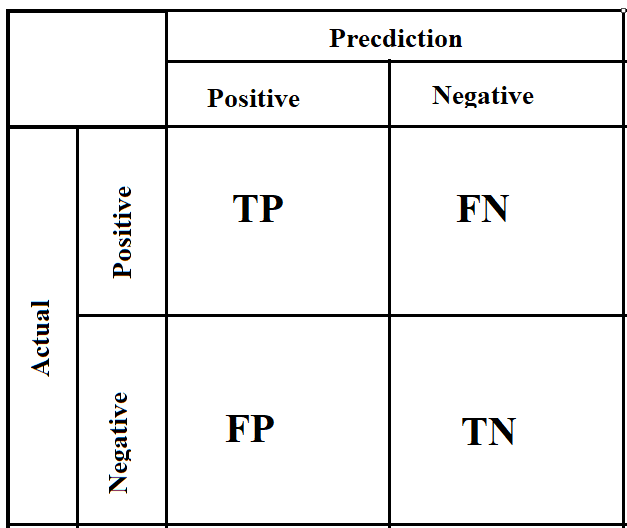 Precdiction
Positive
Negative
Actual
Positive
TP
FN
Negative
FP
TN